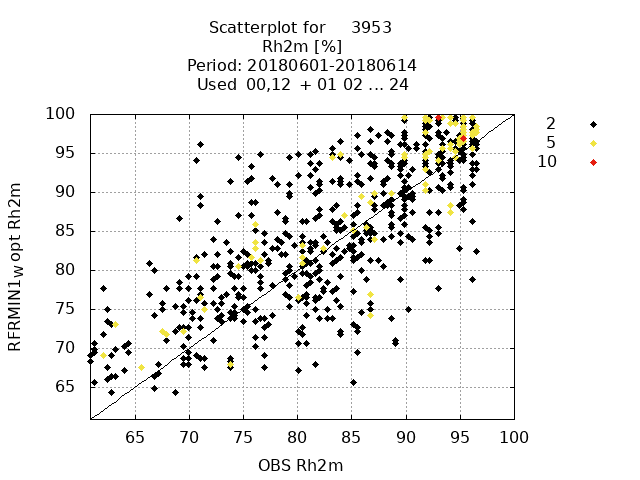 Scatterplot for 3953
Rh2m [%]
Period: 20180601-20180614
Used 00,12 + 01 02 ... 24
100
95
90
85
80
75
70
65
RFRMIN1_W opt Rh2m
65 70 75 80 85 90 95 100
OBS Rh2m
2
5
10